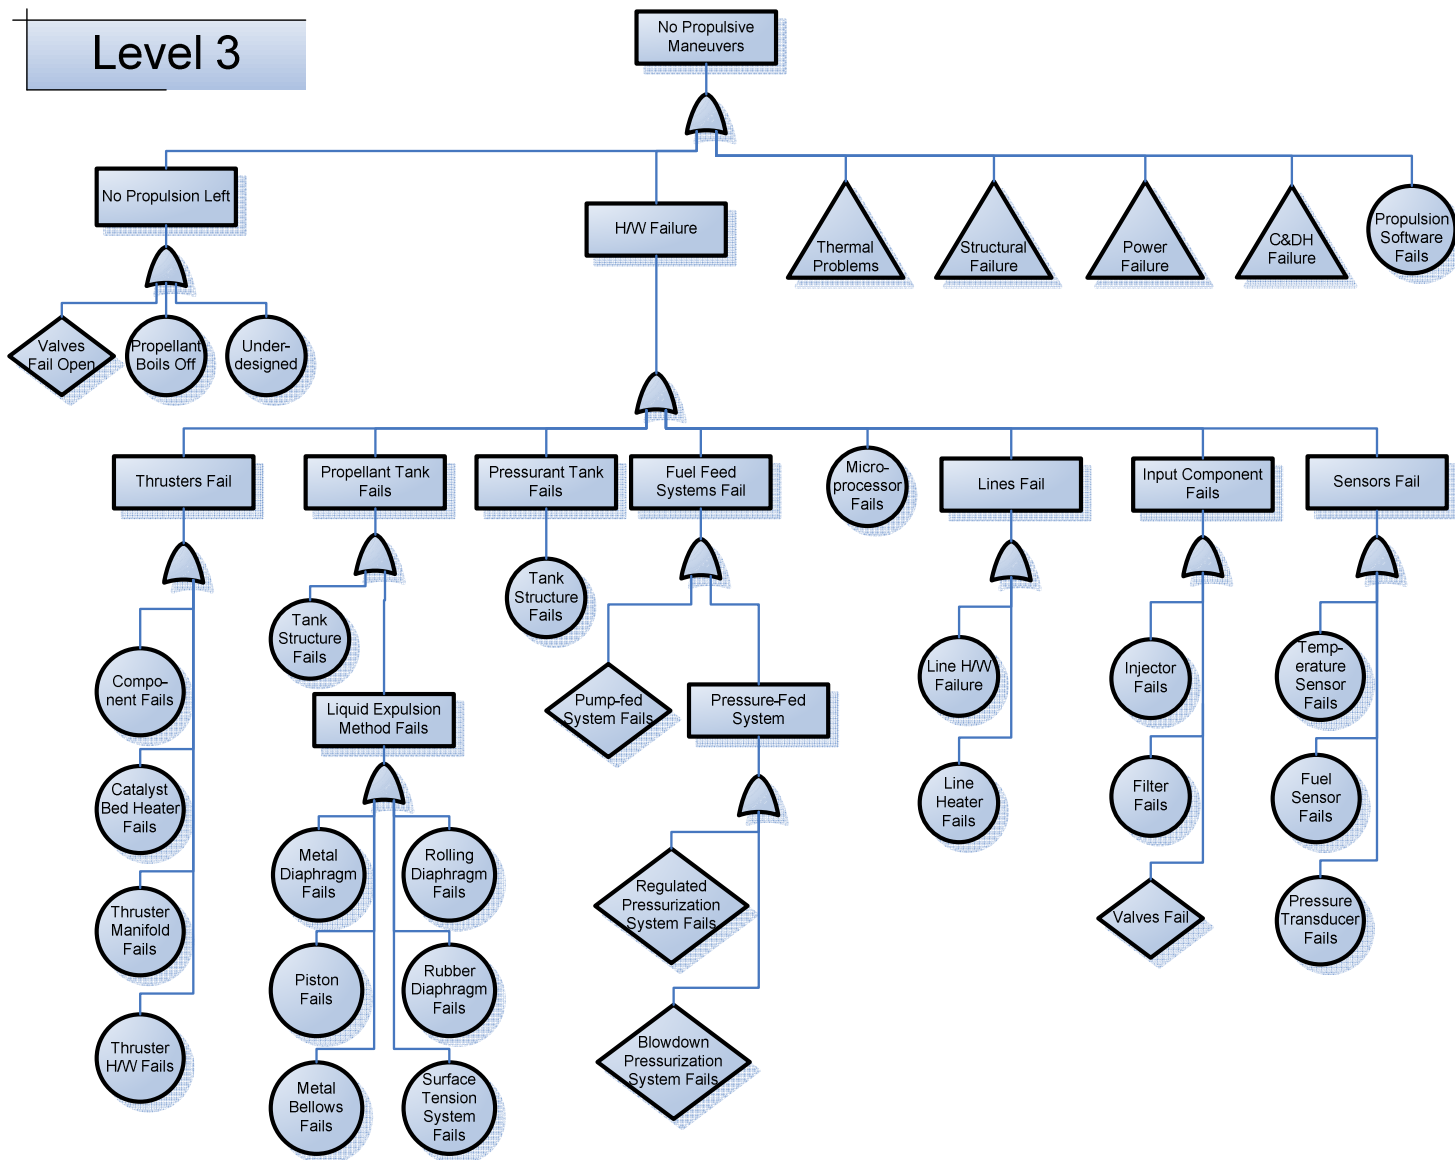 Level 3
No Propulsive
Maneuvers
No Propulsion Left
H/W Failure
Thermal
Problems
Structural
Failure
Power
Failure
C&DH
Failure
Propulsion
Software
Fails
Valves
Fail Open
Propellant
Boils Off
Under-
designed
Thrusters Fail
Propellant Tank
Fails
Pressurant Tank
Fails
Fuel Feed
Systems Fail
Micro-
processor
Fails
Lines Fail
Input Component
Fails
Sensors Fail
Tank
Structure
Fails
Tank
Structure
Fails
Compo-
nent Fails
Catalyst
Bed Heater
Fails
Thruster
Manifold
Fails
Thruster
H/W Fails
Liquid Expulsion
Method Fails
Metal
Diaphragm
Fails
Rolling
Diaphragm
Fails
Piston
Fails
Rubber
Diaphragm
Fails
Metal
Bellows
Fails
Surface
Tension
System
Fails
Pump-fed
System Fails
Pressure-Fed
System
Regulated
Pressurization
System Fails
Blowdown
Pressurization
System Fails
Line H/W
Failure
Line
Heater
Fails
Injector
Fails
Filter
Fails
Valves Fail
Temp-
erature
Sensor
Fails
Fuel
Sensor
Fails
Pressure
Transducer
Fails